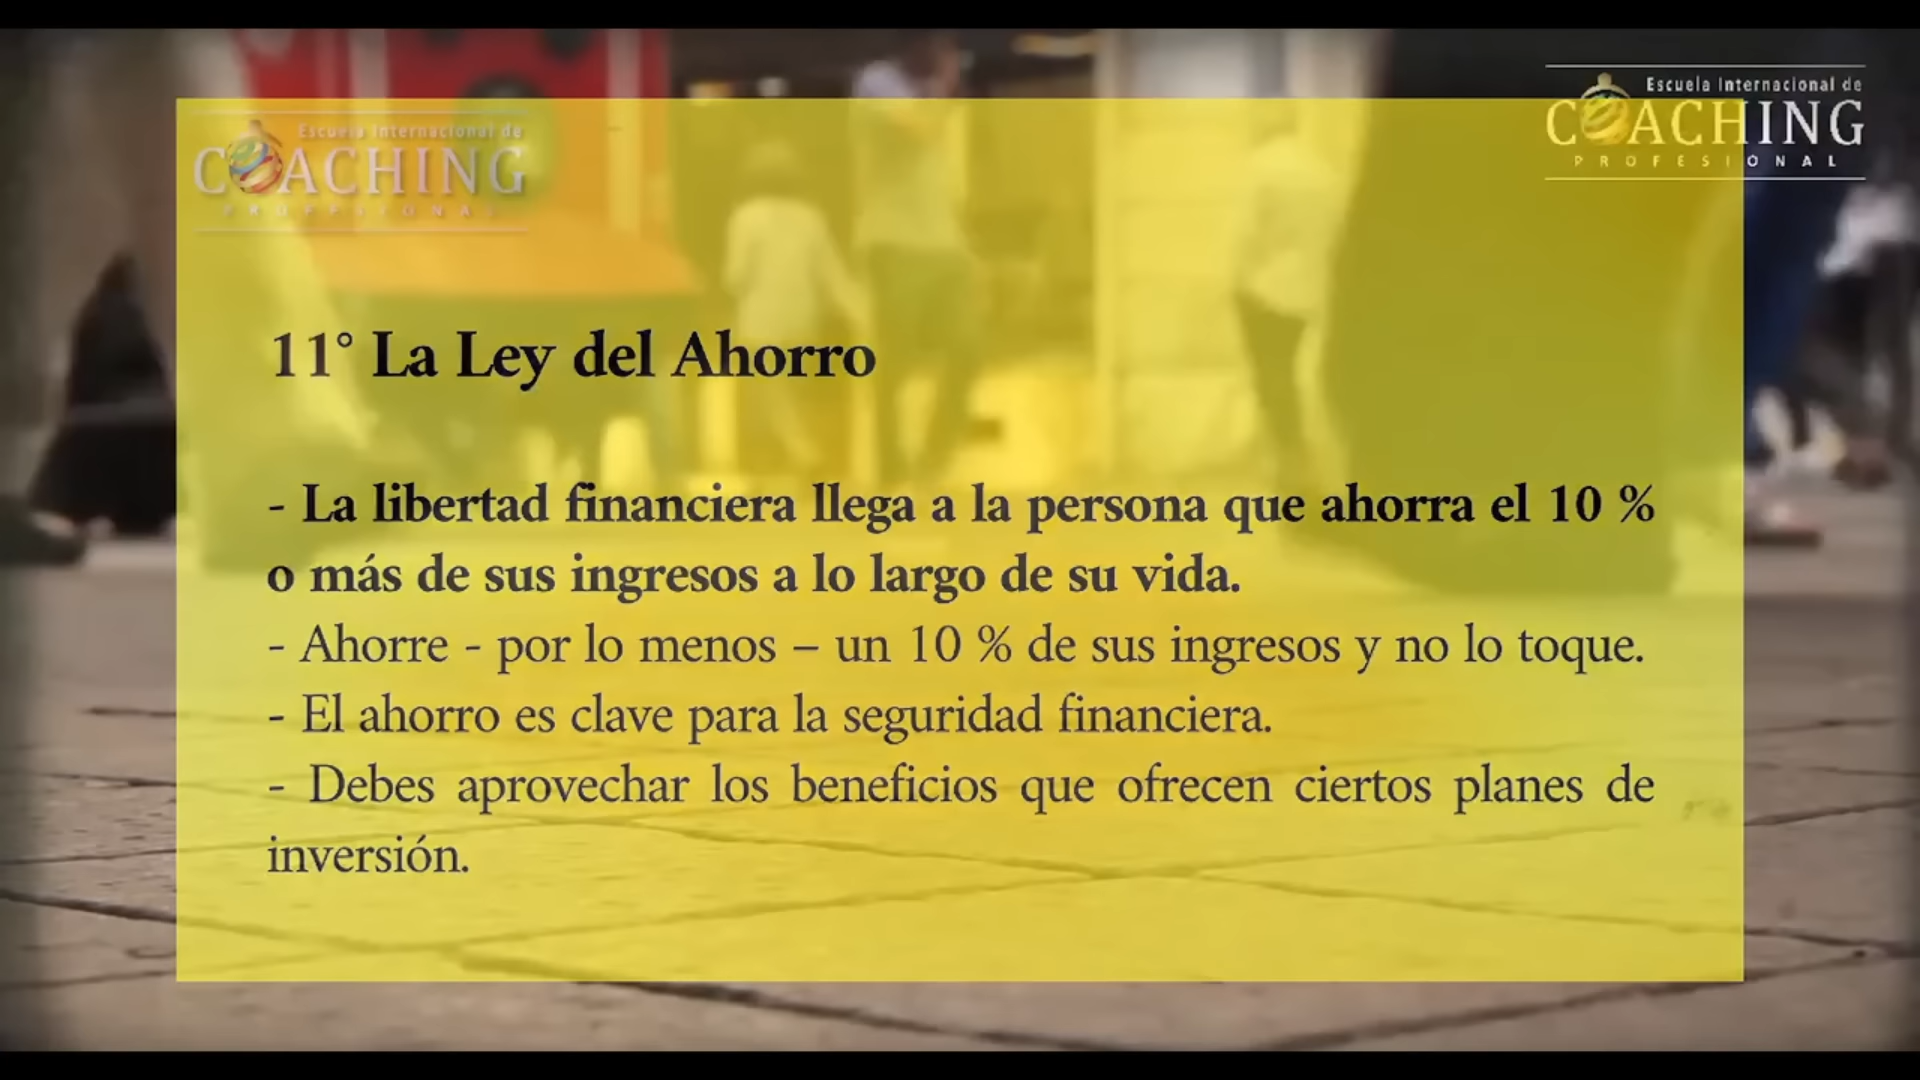 Escuela Internacional de
COACHING
PROFESIONAL
Escuela Internacional de
COACHING
PROFESIONAL
11° La Ley del Ahorro
- La libertad financiera llega a la persona que ahorra el 10 %
o más de sus ingresos a lo largo de su vida.
- Ahorre - por lo menos – un 10 % de sus ingresos y no lo toque.
- El ahorro es clave para la seguridad financiera.
- Debes aprovechar los beneficios que ofrecen ciertos planes de
inversión.